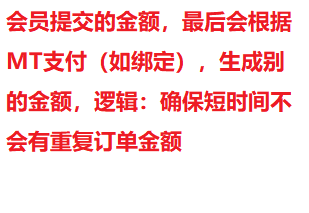 会员提交的金额，最后会根据
MT支付（如绑定），生成别
的金额，逻辑：确保短时间不
会有重复订单金额